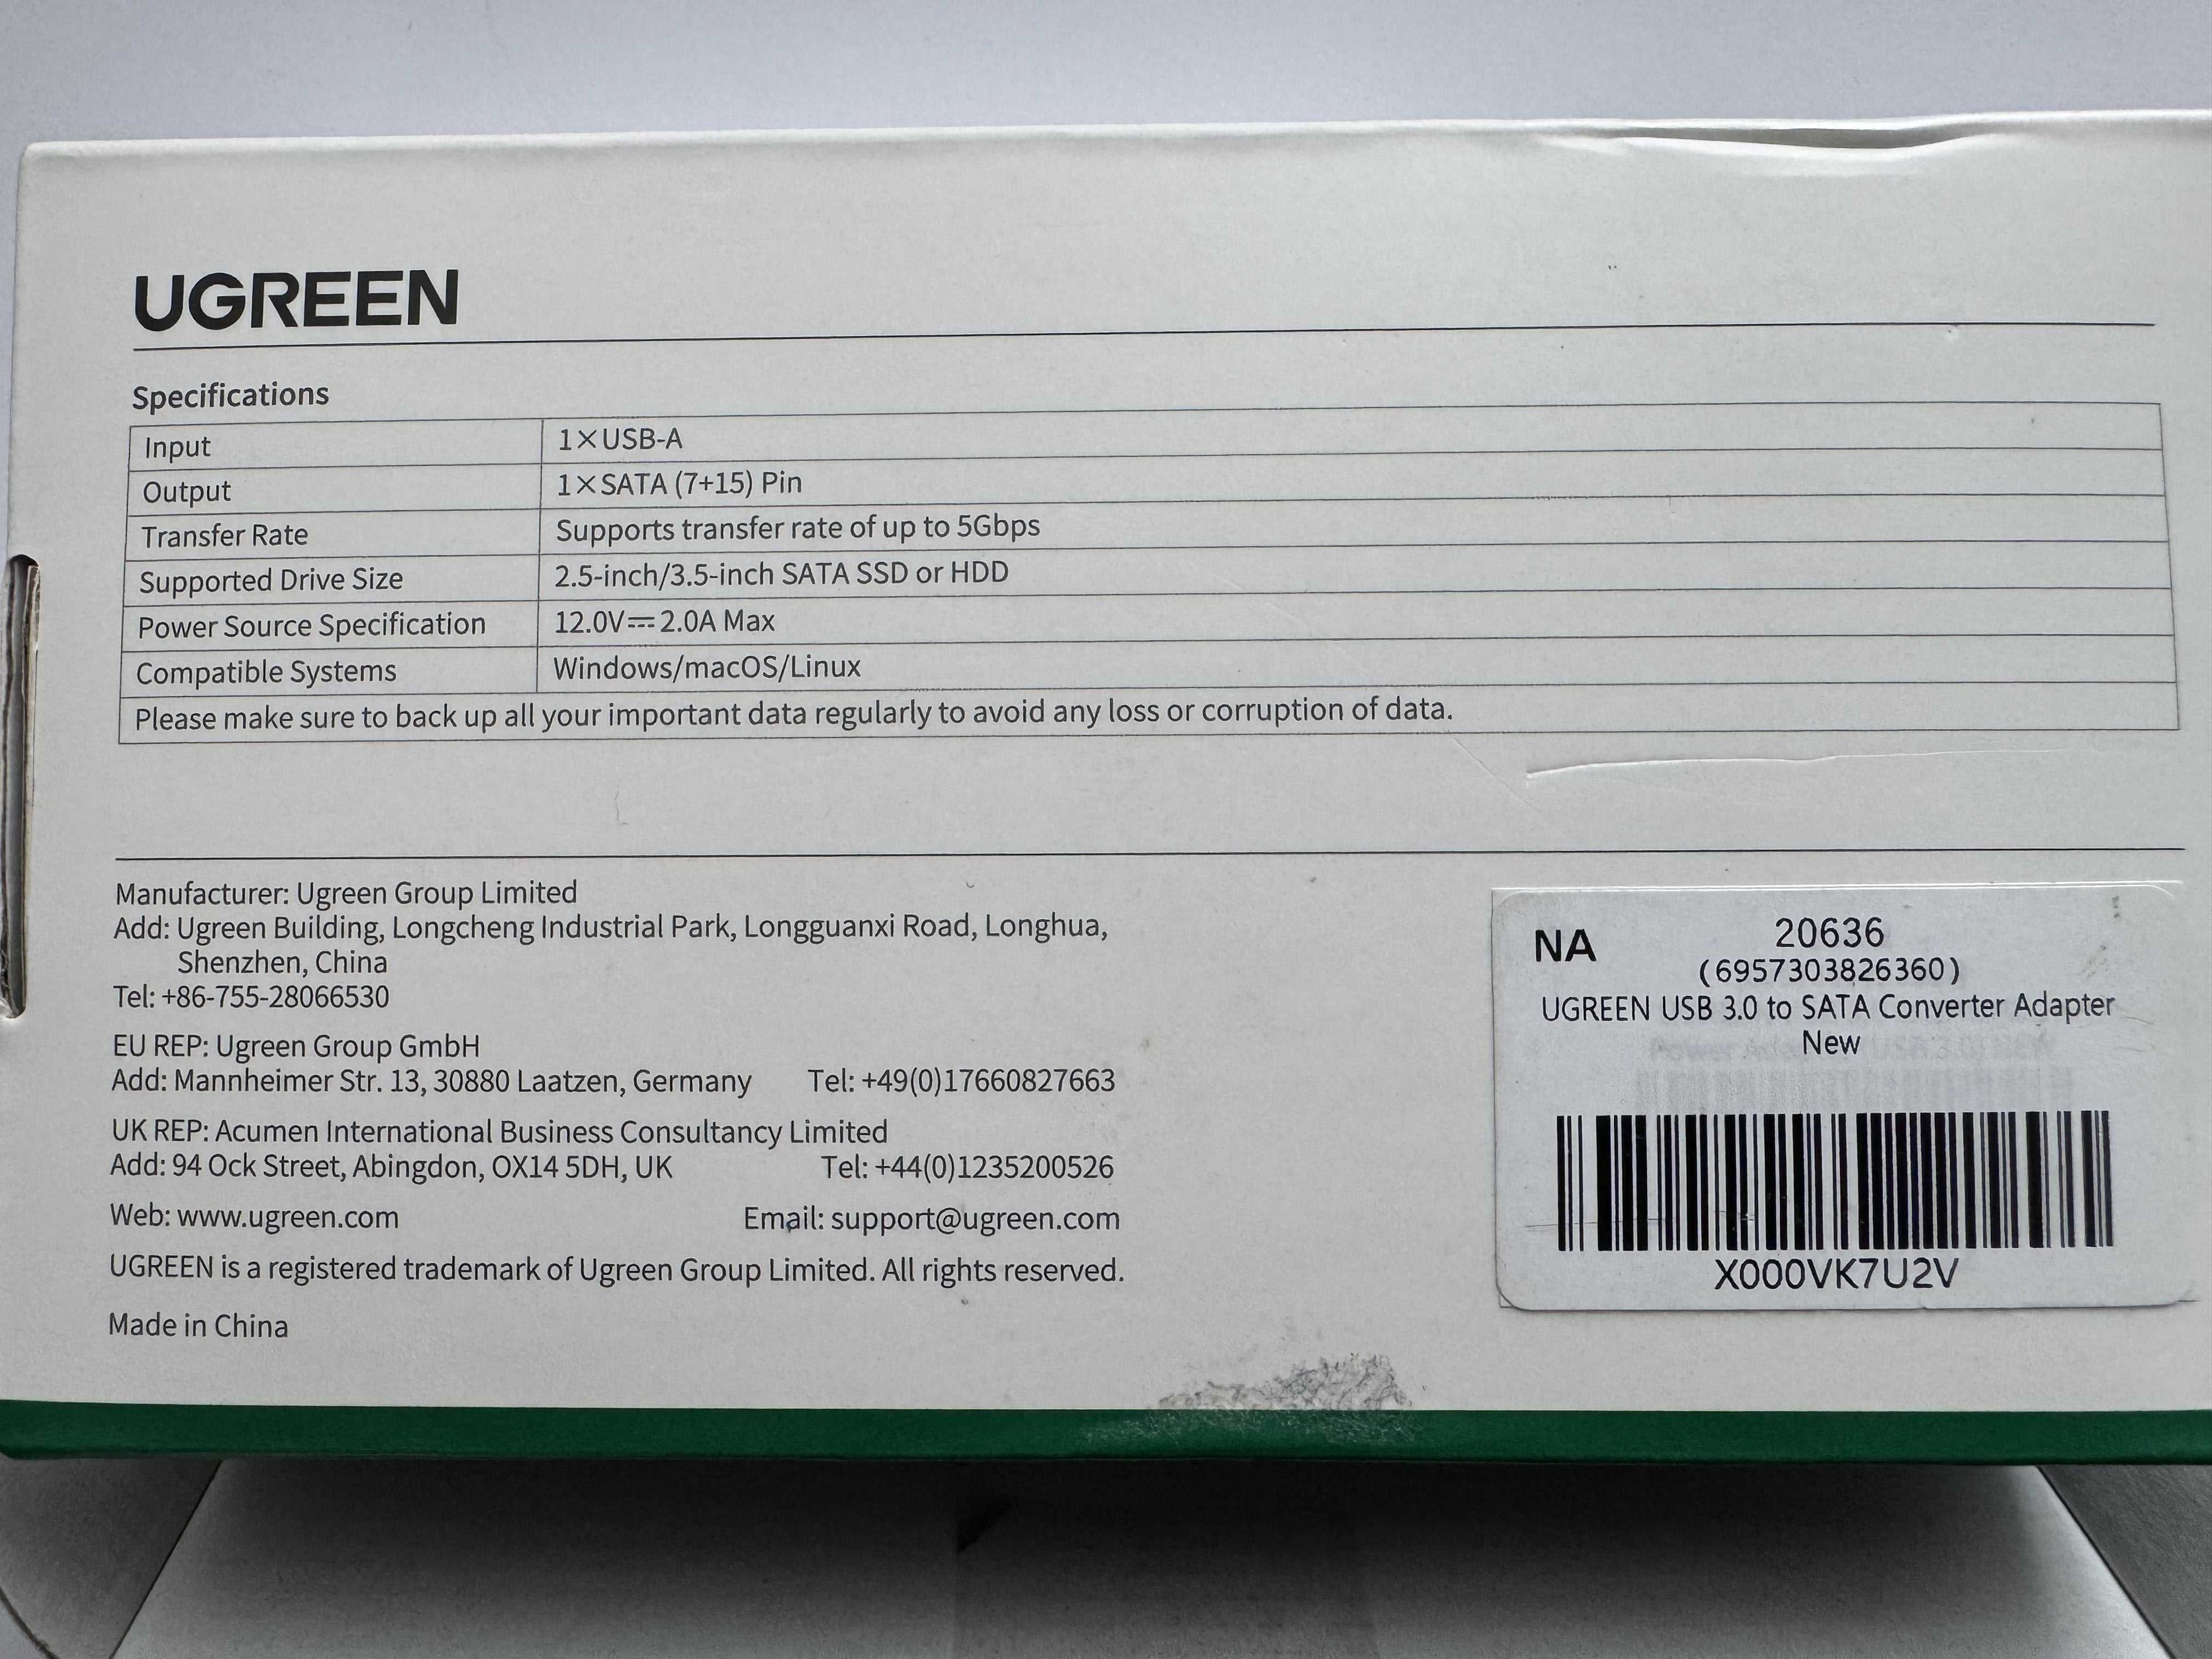 UGREEN
Specifications
Input 1×USB-A
Output 1×SATA (7+15) Pin
Transfer Rate Supports transfer rate of up to 5Gbps
Supported Drive Size 2.5-inch/3.5-inch SATA SSD or HDD
Power Source Specification 12.0V⎓2.0A Max
Compatible Systems Windows/macOS/Linux
Please make sure to back up all your important data regularly to avoid any loss or corruption of data.
Manufacturer: Ugreen Group Limited
Add: Ugreen Building, Longcheng Industrial Park, Longguanxi Road, Longhua,
Shenzhen, China
Tel: +86-755-28066530
EU REP: Ugreen Group GmbH
Add: Mannheimer Str. 13, 30880 Laatzen, Germany Tel: +49(0)17660827663
UK REP: Acumen International Business Consultancy Limited
Add: 94 Ock Street, Abingdon, OX14 5DH, UK Tel: +44(0)1235200526
Web: www.ugreen.com Email: support@ugreen.com
UGREEN is a registered trademark of Ugreen Group Limited. All rights reserved.
Made in China
NA 20636
(6957303826360)
UGREEN USB 3.0 to SATA Converter Adapter
New
X000VK7U2V